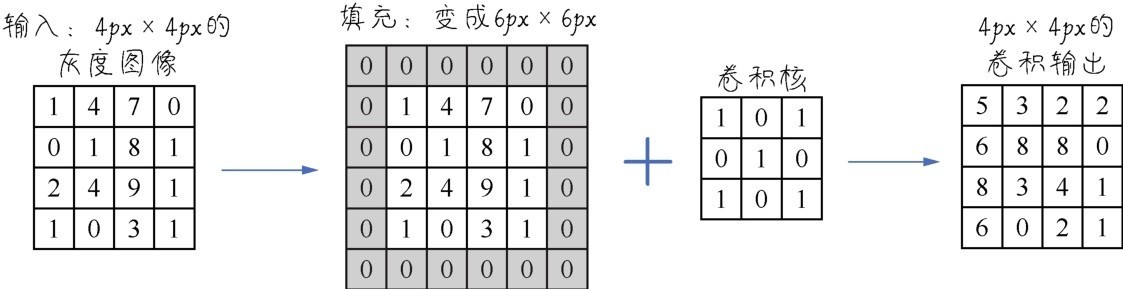 输入：4px × 4px的
灰度图像
1 4 7 0
0 1 8 1
2 4 9 1
1 0 3 1
填充：变成6px × 6px
0 0 0 0 0 0
0 1 4 7 0 0
0 0 1 8 1 0
0 2 4 9 1 0
0 1 0 3 1 0
0 0 0 0 0 0
+
卷积核
1 0 1
0 1 0
1 0 1
4px × 4px的
卷积输出
5 3 2 2
6 8 8 0
8 3 4 1
6 0 2 1